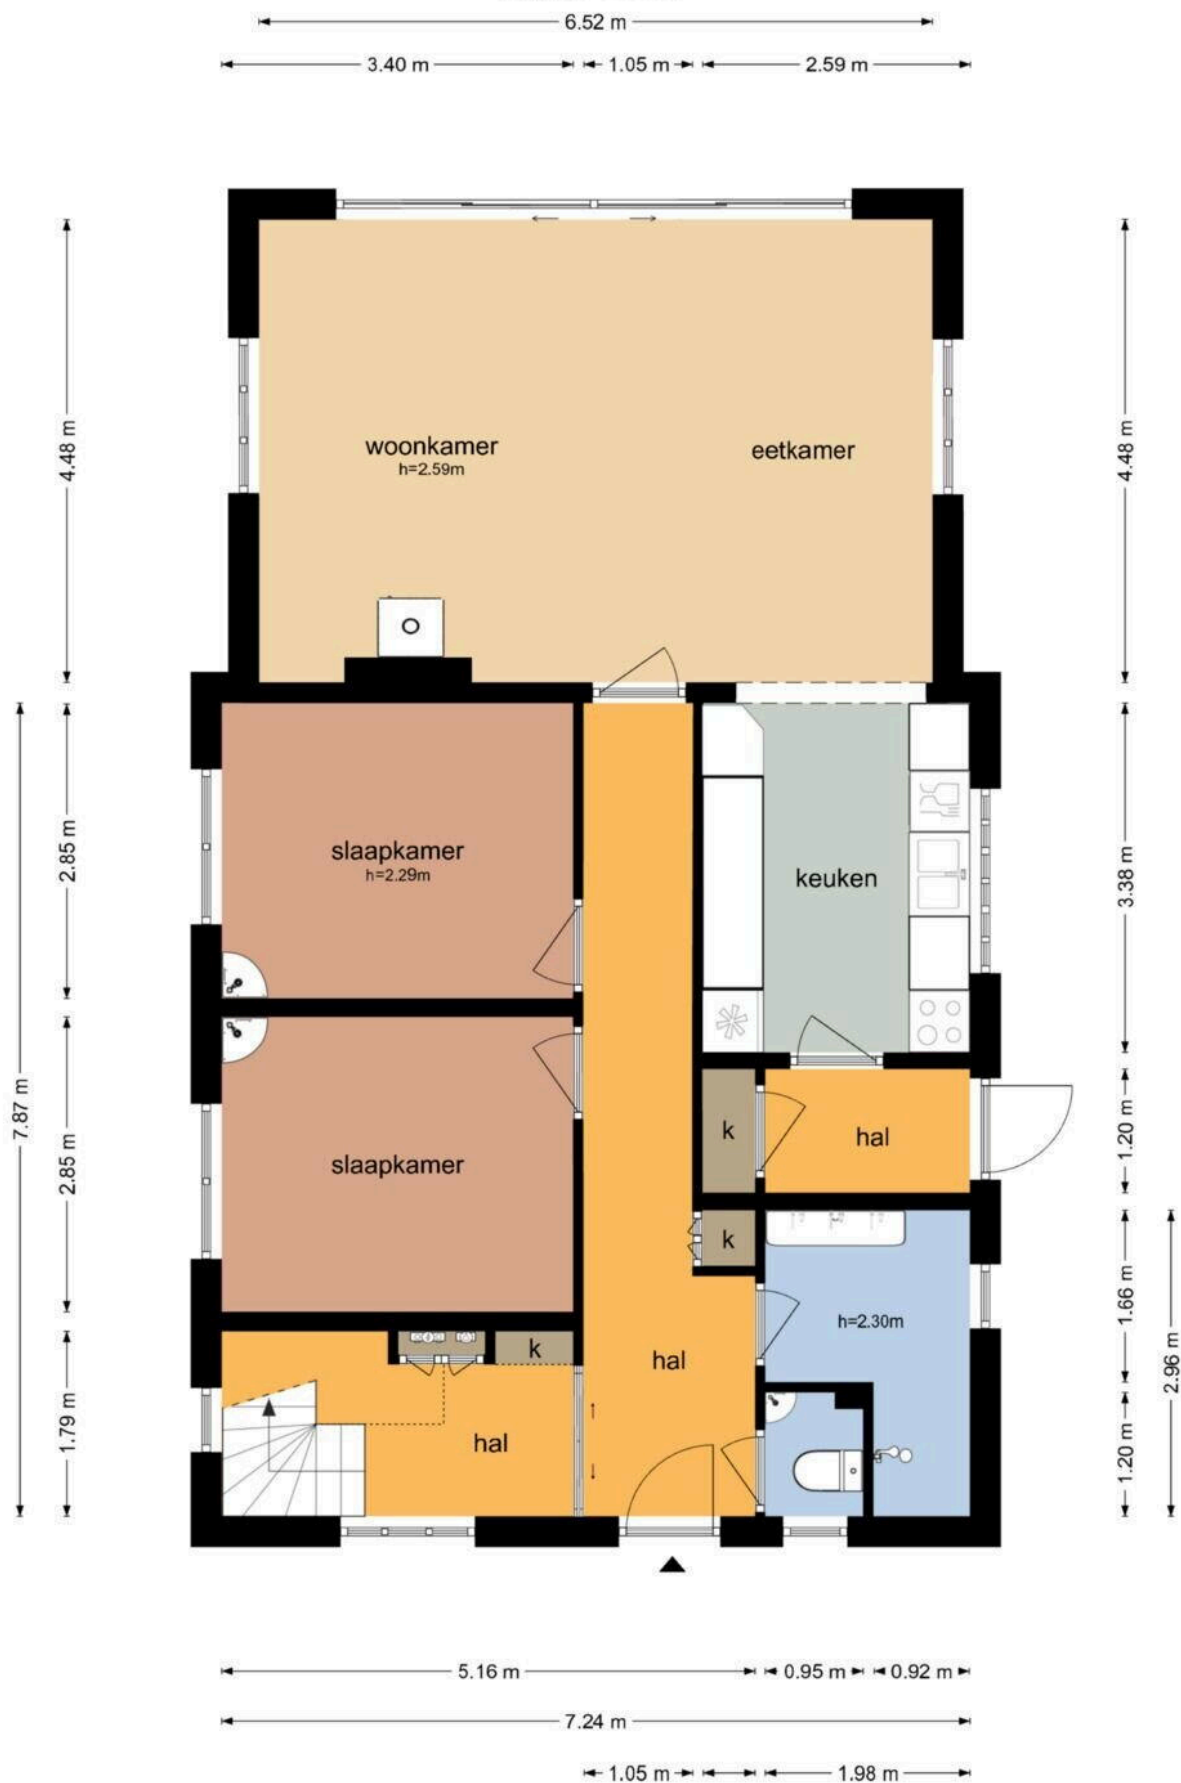 6.52 m
3.40 m
1.05 m
2.59 m
4.48 m
4.48 m
woonkamer
h=2.59m
eetkamer
7.87 m
2.85 m
slaapkamer
h=2.29m
keuken
3.38 m
2.85 m
slaapkamer
k
hal
1.20 m
k
1.66 m
2.96 m
h=2.30m
1.79 m
k
hal
hal
1.20 m
5.16 m
0.95 m
0.92 m
7.24 m
1.05 m
1.98 m